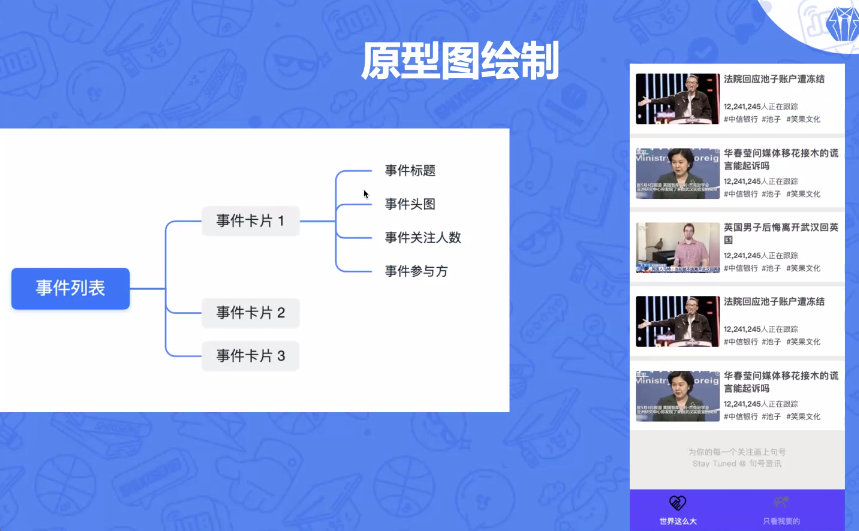 原型图绘制
事件列表
事件卡片 1
事件卡片 2
事件卡片 3
事件标题
事件头图
事件关注人数
事件参与方
法院回应池子账户遭冻结
12,241,245人正在跟踪
#中信银行 #池子 #笑果文化
华春莹问媒体移花接木的谎
言能起诉吗
12,241,245人正在跟踪
#中信银行 #池子 #笑果文化
英国男子后悔离开武汉回英
国
12,241,245人正在跟踪
#中信银行 #池子 #笑果文化
法院回应池子账户遭冻结
12,241,245人正在跟踪
#中信银行 #池子 #笑果文化
华春莹问媒体移花接木的谎
言能起诉吗
12,241,245人正在跟踪
#中信银行 #池子 #笑果文化
为你的每一个关注画上句号
Stay Tuned @ 句号资讯
世界这么大
只看我要的